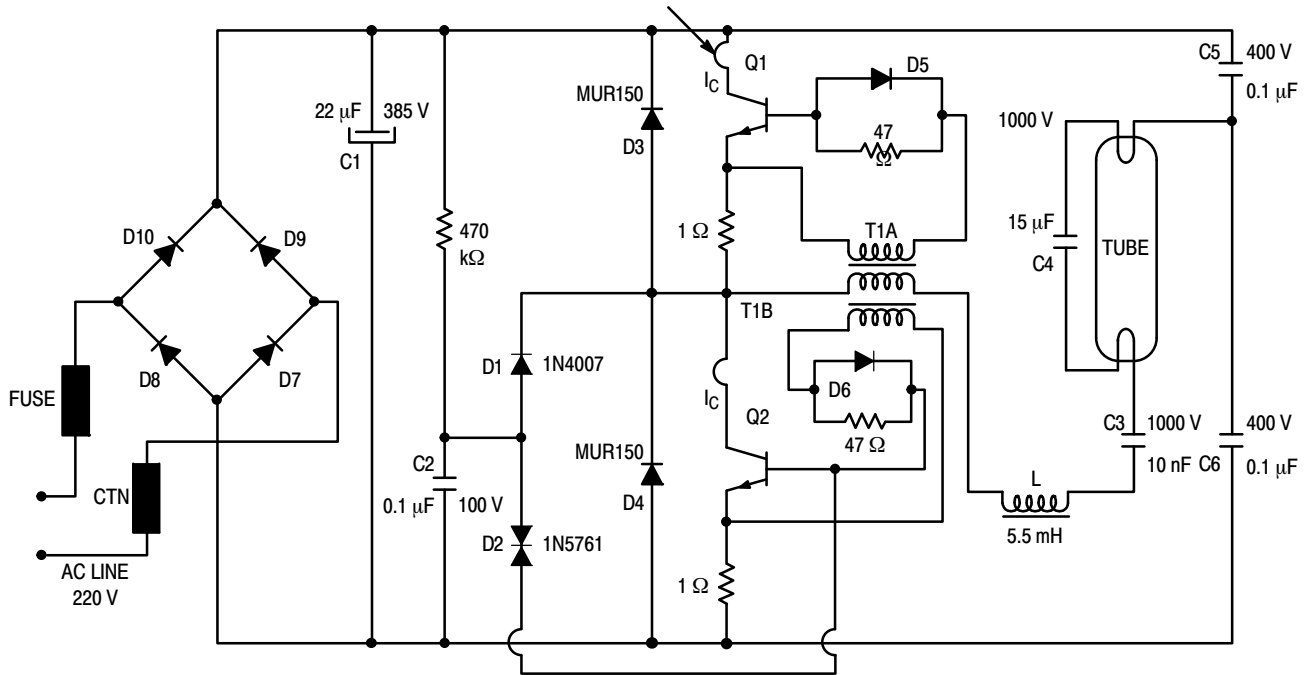 C5
400 V
0.1 µF
Q1
D5
I_C
MUR150
D3
47
Ω
22 µF
385 V
C1
1000 V
15 µF
C4
TUBE
D10
D9
470
kΩ
1 Ω
T1A
T1B
D8
D7
D1
1N4007
D6
FUSE
I_C
Q2
47 Ω
C3
1000 V
10 nF
C6
400 V
0.1 µF
C2
0.1 µF
100 V
MUR150
D4
L
5.5 mH
CTN
D2
1N5761
AC LINE
220 V
1 Ω